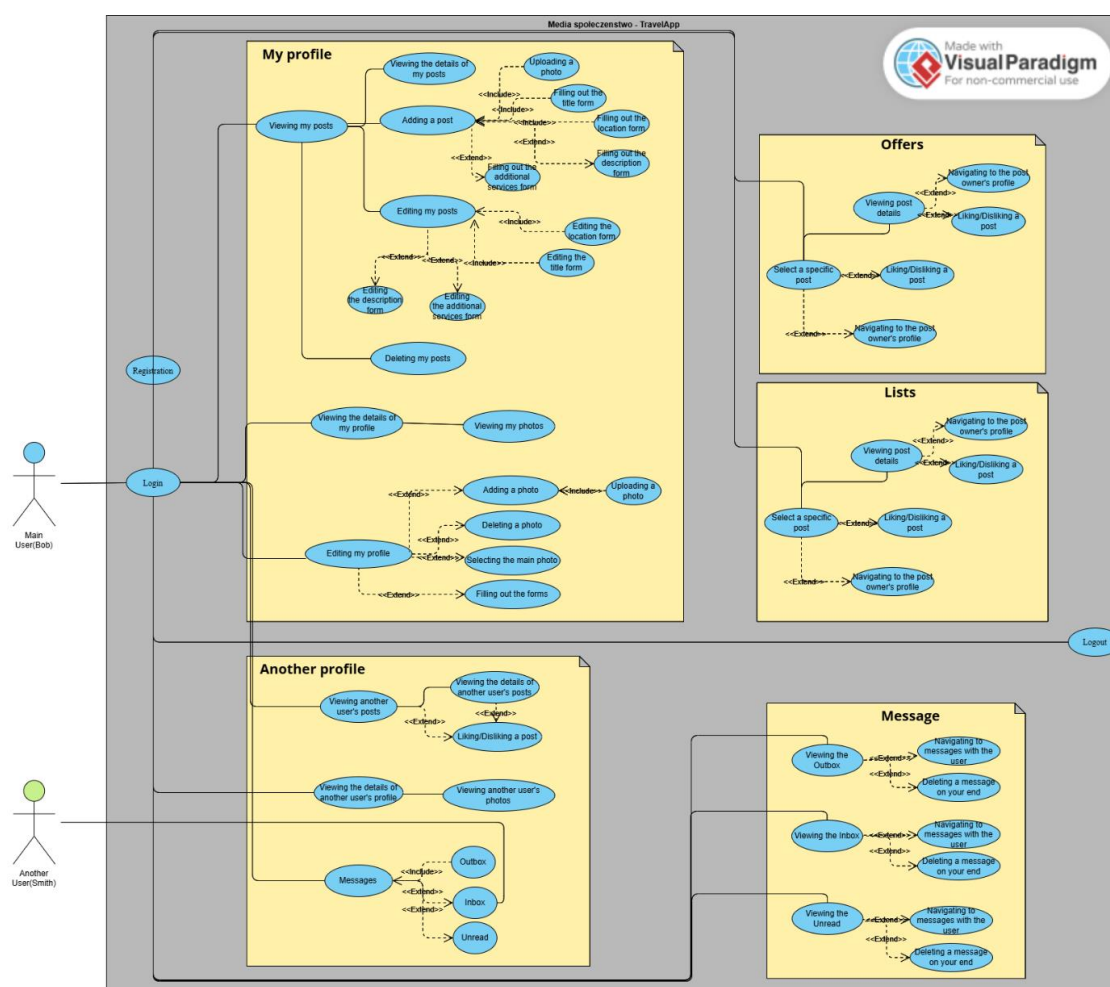 Media spoleczenstwo - TravelApp
Made with
VisualParadigm
For non-commercial use
My profile
Viewing the details of
my posts
Uploading a
photo
<<Include>>
Filling out the
title form
<<Include>>
Viewing my posts
Adding a post
<<Include>>
Filling out the
location form
<<Extend>>
Filling out the
description
form
<<Extend>>
Filling out the
additional
services form
Editing my posts
<<Include>>
Editing the
location form
<<Extend>>
<<Extend>>
<<Include>>
Editing the
title form
Editing
the description
form
Editing
the additional
services form
Deleting my posts
Viewing the details of
my profile
Viewing my photos
Editing my profile
<<Extend>>
Adding a photo
<<Include>>
Uploading a
photo
Deleting a photo
<<Extend>>
<<Extend>>
Selecting the main photo
<<Extend>>
Filling out the forms
Registration
Login
Main
User(Bob)
Another
User(Smith)
Offers
Navigating to the post
owner's profile
<<Extend>>
Viewing post
details
<<Extend>>
Liking/Disliking a
post
Select a specific
post
<<Extend>>
Liking/Disliking a
post
<<Extend>>
Navigating to the post
owner's profile
Lists
Navigating to the post
owner's profile
<<Extend>>
Viewing post
details
<<Extend>>
Liking/Disliking a
post
Select a specific
post
<<Extend>>
Liking/Disliking a
post
<<Extend>>
Navigating to the post
owner's profile
Logout
Another profile
Viewing another
user's posts
Viewing the details of
another user's posts
<<Extend>>
<<Extend>>
Liking/Disliking a post
Viewing the details of
another user's profile
Viewing another user's
photos
Messages
<<Include>>
<<Extend>>
<<Extend>>
Outbox
Inbox
Unread
Message
Viewing the
Outbox
<<Extend>>
Navigating to
messages with the
user
<<Extend>>
Deleting a message
on your end
Viewing the Inbox
<<Extend>>
Navigating to
messages with the
user
<<Extend>>
Deleting a message
on your end
Viewing the
Unread
<<Extend>>
Navigating to
messages with the
user
<<Extend>>
Deleting a message
on your end